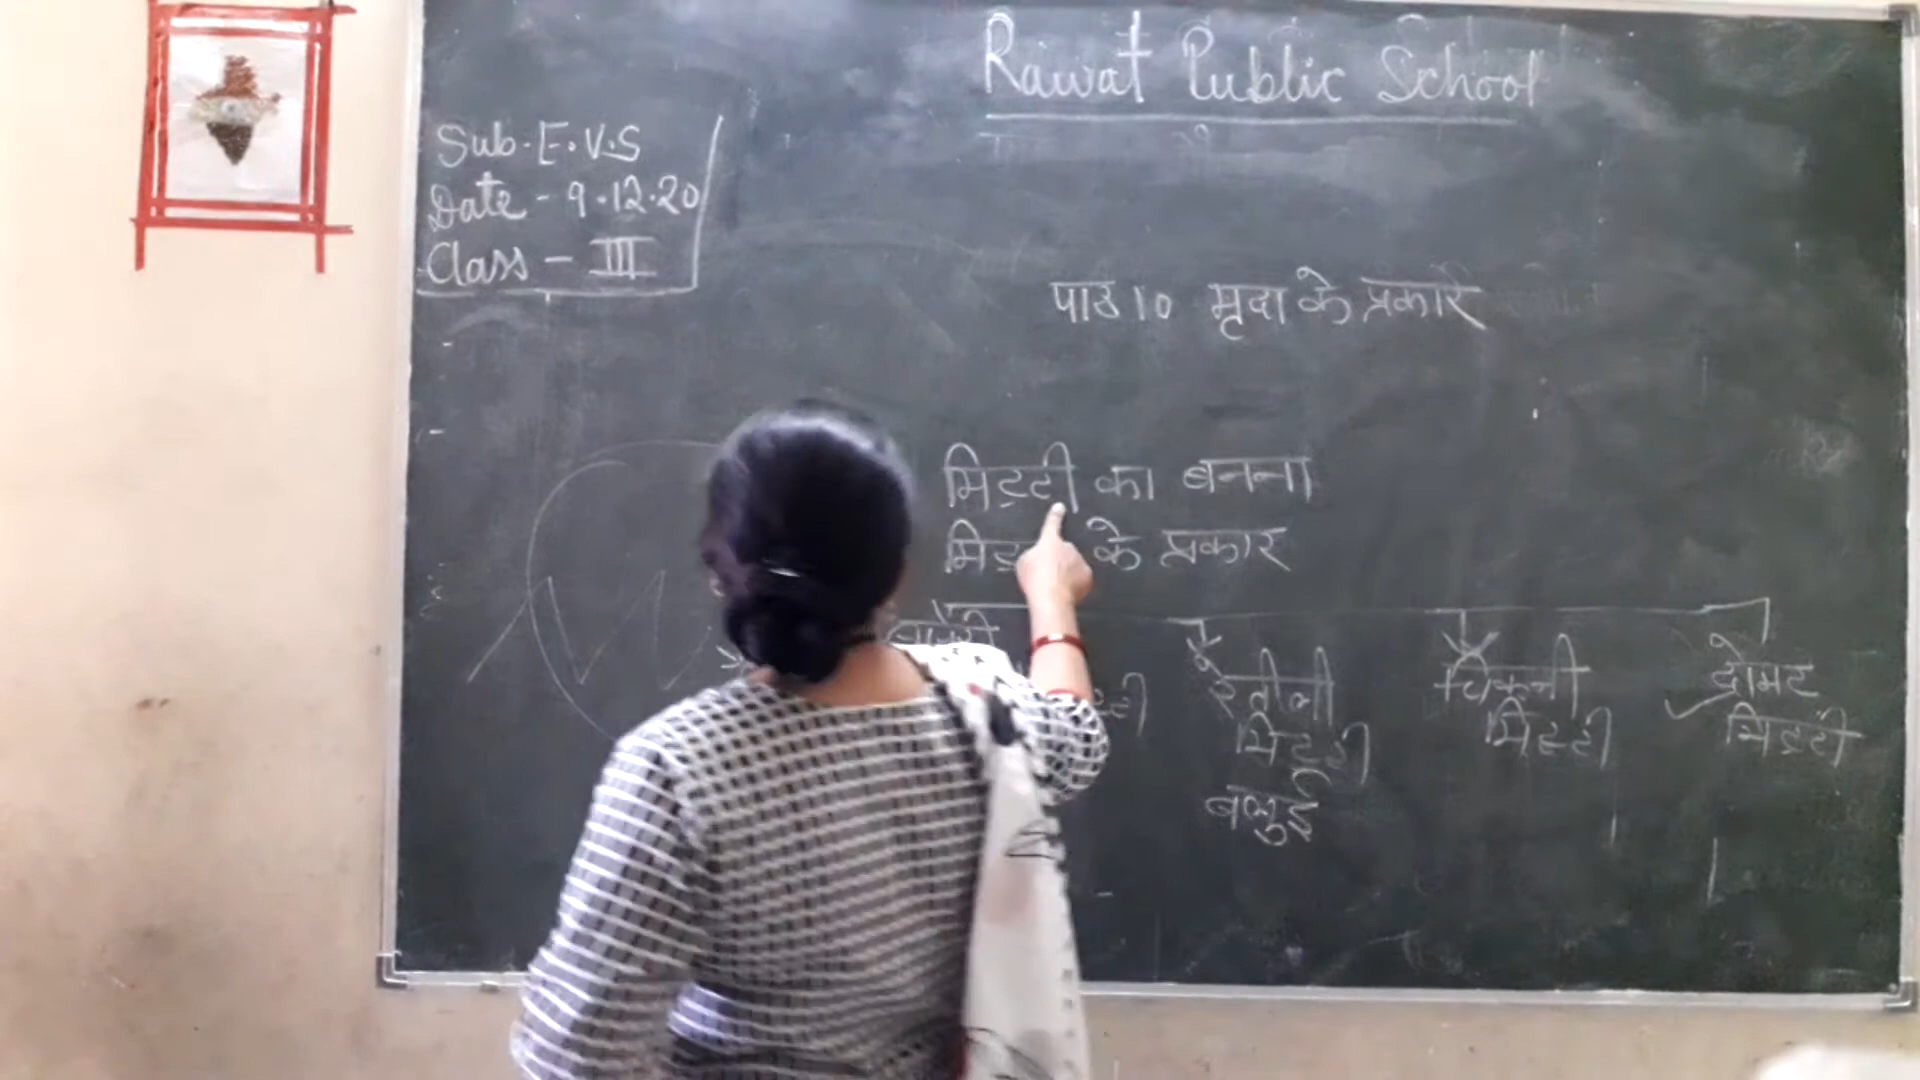 Rawat Public School
Sub. E.V.S
Date - 9.12.20
Class - III
पाठ 10 मृदा के प्रकार
मिट्टी का बनना
के प्रकार
रेतीली
मिट्टी
बलुई
चिकनी
मिट्टी
दोमट
मिट्टी